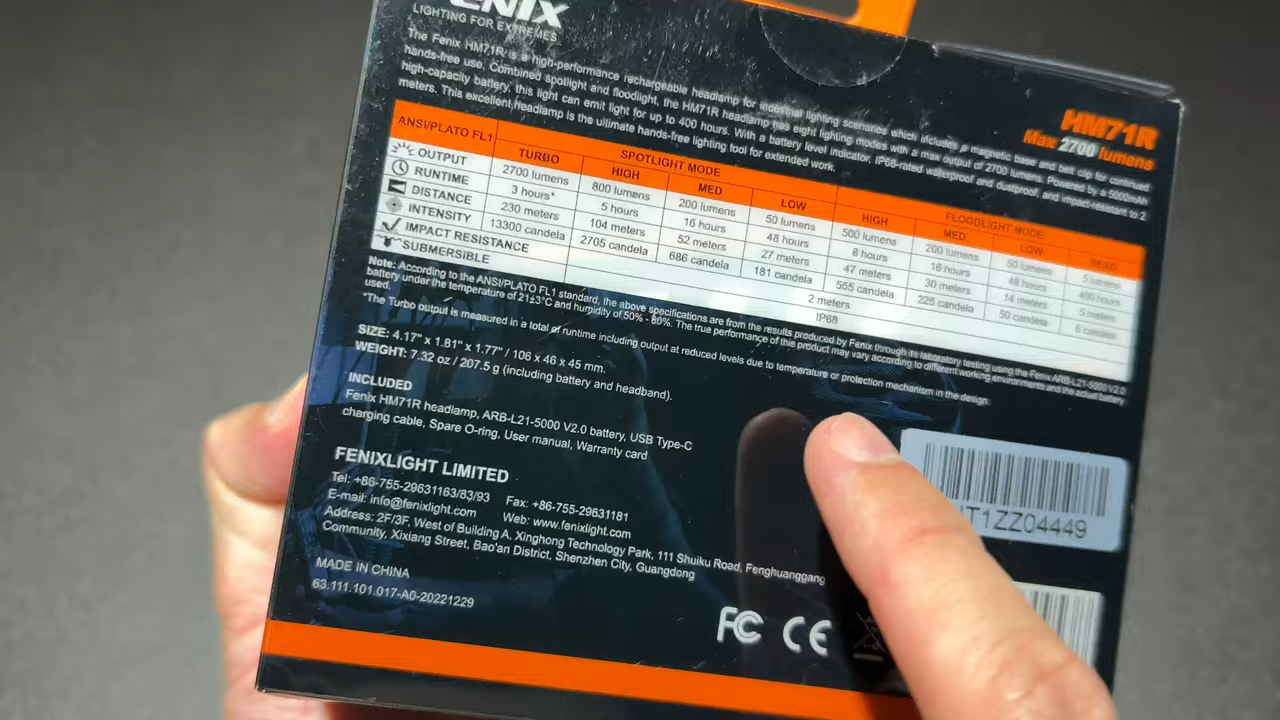 FENIX
LIGHTING FOR EXTREMES
The Fenix HM71R is a high-performance rechargeable headlamp for industrial lighting scenarios which includes a magnetic base and belt clip for continued
hands-free use. Combined spotlight and floodlight, the HM71R headlamp has eight lighting modes with a max output of 2700 lumens. Powered by a 5000mAh
high-capacity battery, this light can emit light for up to 400 hours. With a battery level indicator, IP68-rated waterproof and dustproof, and impact-resistant to 2
meters. This excellent headlamp is the ultimate hands-free lighting tool for extended work.
HM71R
Max 2700 lumens
ANSI/PLATO FL1 SPOTLIGHT MODE FLOODLIGHT MODE
TURBO HIGH MED LOW HIGH MED LOW READ
OUTPUT 2700 lumens 800 lumens 200 lumens 50 lumens 500 lumens 200 lumens 50 lumens 5 lumens
RUNTIME 3 hours* 5 hours 16 hours 48 hours 8 hours 16 hours 48 hours 400 hours
DISTANCE 230 meters 104 meters 52 meters 27 meters 47 meters 30 meters 14 meters 5 meters
INTENSITY 13300 candela 2705 candela 686 candela 181 candela 555 candela 225 candela 50 candela 6 candela
IMPACT RESISTANCE 2 meters
SUBMERSIBLE IP68
Note: According to the ANSI/PLATO FL1 standard, the above specifications are from the results produced by Fenix through its laboratory testing using the Fenix ARB-L21-5000 V2.0
battery under the temperature of 21±3°C and humidity of 50% - 80%. The true performance of this product may vary according to different working environments and the actual battery
used.
*The Turbo output is measured in a total of runtime including output at reduced levels due to temperature or protection mechanism in the design.
SIZE: 4.17" x 1.81" x 1.77" / 106 x 46 x 45 mm.
WEIGHT: 7.32 oz / 207.5 g (including battery and headband).
INCLUDED
Fenix HM71R headlamp, ARB-L21-5000 V2.0 battery, USB Type-C
charging cable, Spare O-ring, User manual, Warranty card
FENIXLIGHT LIMITED
Tel: +86-755-29631163/83/93 Fax: +86-755-29631181
E-mail: info@fenixlight.com Web: www.fenixlight.com
Address: 2F/3F, West of Building A, Xinghong Technology Park, 111 Shuiku Road, Fenghuanggang
Community, Xixiang Street, Bao'an District, Shenzhen City, Guangdong
MADE IN CHINA
63.111.101.017-A0-20221229
FC CE
1T1ZZ04449